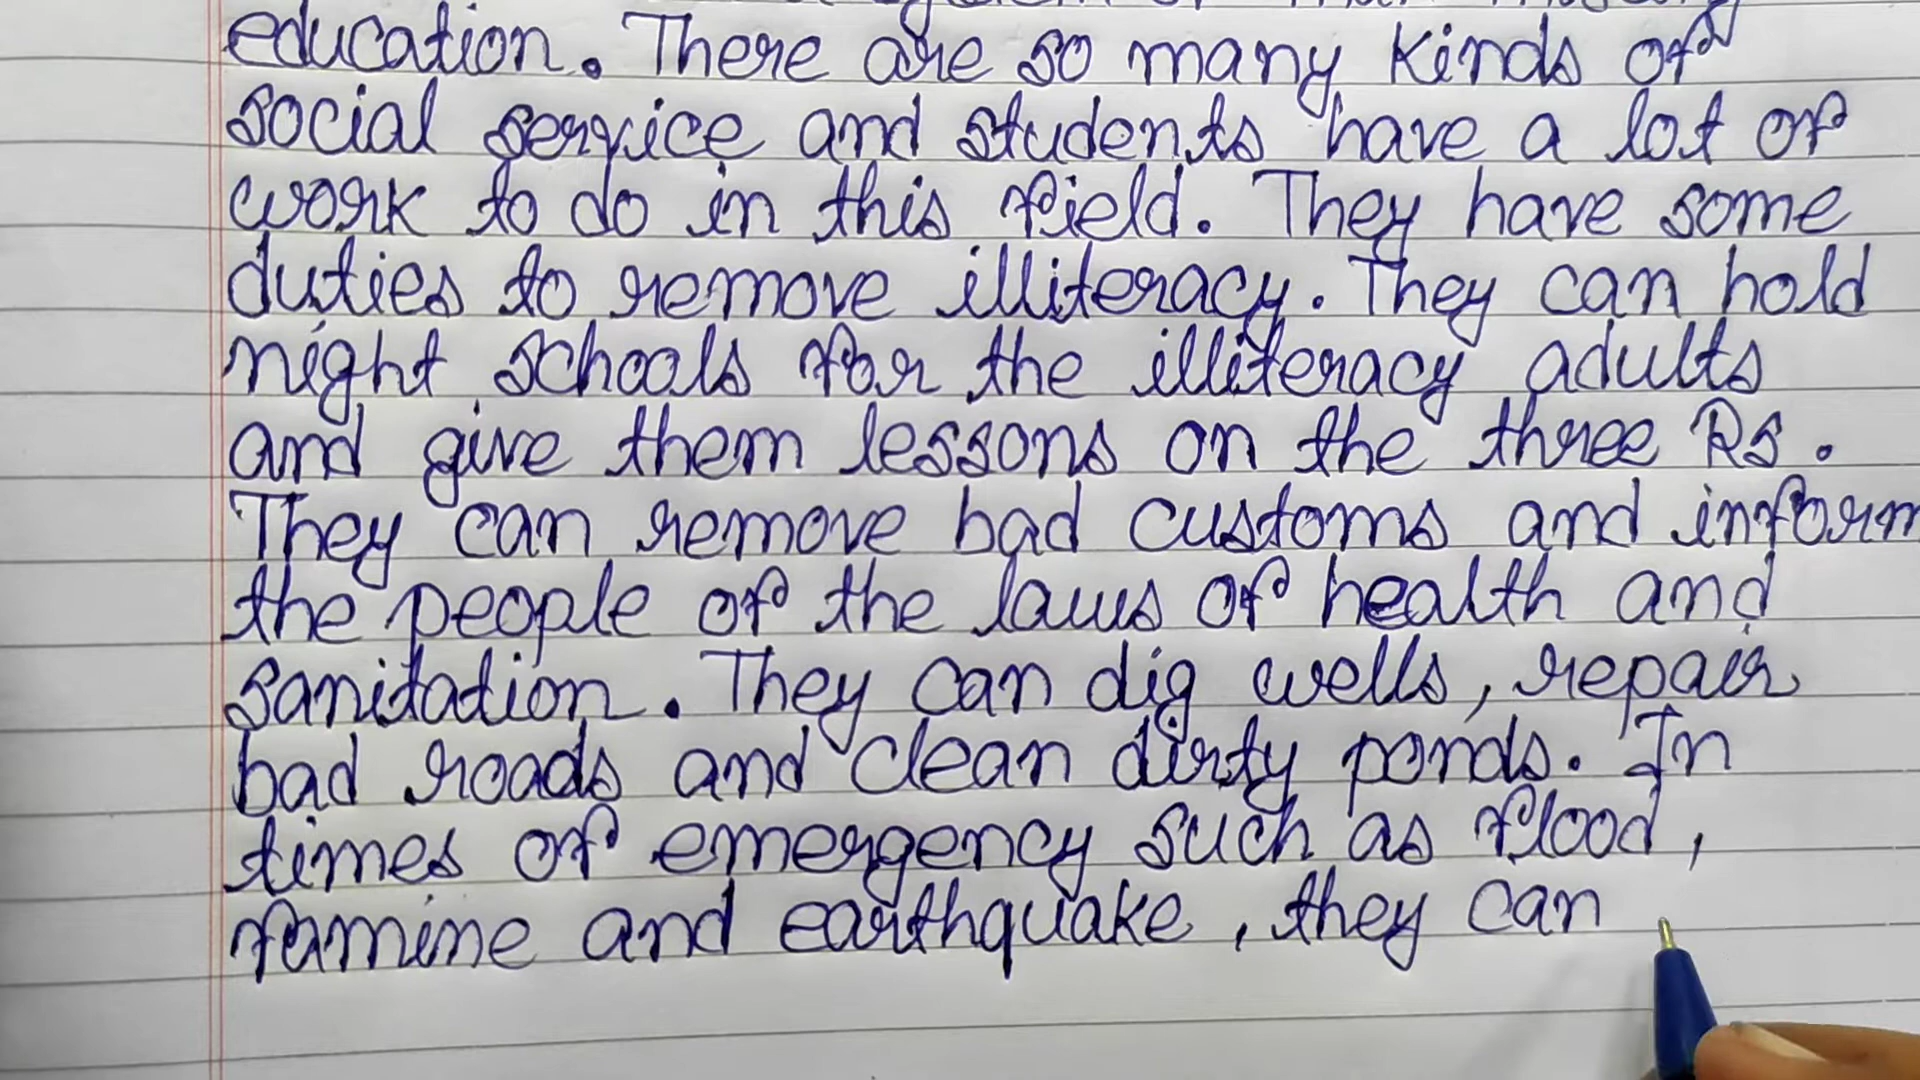 education. There are so many kinds of
social service and students have a lot of
work to do in this field. They have some
duties to remove illiteracy. They can hold
night schools for the illiteracy adults
and give them lessons on the three Rs.
They can remove bad customs and inform
the people of the laws of health and
sanitation. They can dig wells, repair
bad roads and clean dirty ponds. In
times of emergency such as flood,
famine and earthquake, they can